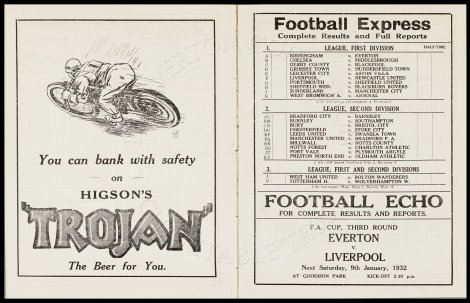 You can bank with safety
on
HIGSON'S
TROJAN
The Beer for You.
Football Express
Complete Results and Full Reports
1. LEAGUE, FIRST DIVISION HALF-TIME
A BIRMINGHAM v. EVERTON
B CHELSEA v. MIDDLESBROUGH
C DERBY COUNTY v. BLACKPOOL
D GRIMSBY TOWN v. HUDDERSFIELD TOWN
E LEICESTER CITY v. ASTON VILLA
F LIVERPOOL v. NEWCASTLE UNITED
G PORTSMOUTH v. SHEFFIELD UNITED
H SHEFFIELD WED. v. BLACKBURN ROVERS
I SUNDERLAND v. MANCHESTER CITY
J WEST BROMWICH A. v. ARSENAL
2. LEAGUE, SECOND DIVISION
BRADFORD CITY v. BARNSLEY
BURNLEY v. SOUTHAMPTON
BURY v. BRISTOL CITY
CHESTERFIELD v. STOKE CITY
LEEDS UNITED v. SWANSEA TOWN
MANCHESTER UNITED v. BRADFORD P. A.
MILLWALL v. NOTTS COUNTY
NOTTS FOREST v. CHARLTON ATHLETIC
PORT VALE v. PLYMOUTH ARGYLE
PRESTON NORTH END v. OLDHAM ATHLETIC
3. LEAGUE, FIRST AND SECOND DIVISIONS
WEST HAM UNITED v. BOLTON WANDERERS
TOTTENHAM H. v. WOLVERHAMPTON W.
FOOTBALL ECHO
FOR COMPLETE RESULTS AND REPORTS.
F.A. CUP, THIRD ROUND
EVERTON
v.
LIVERPOOL
Next Saturday, 9th January, 1932
AT GOODISON PARK KICK-OFF 2-30 p.m.